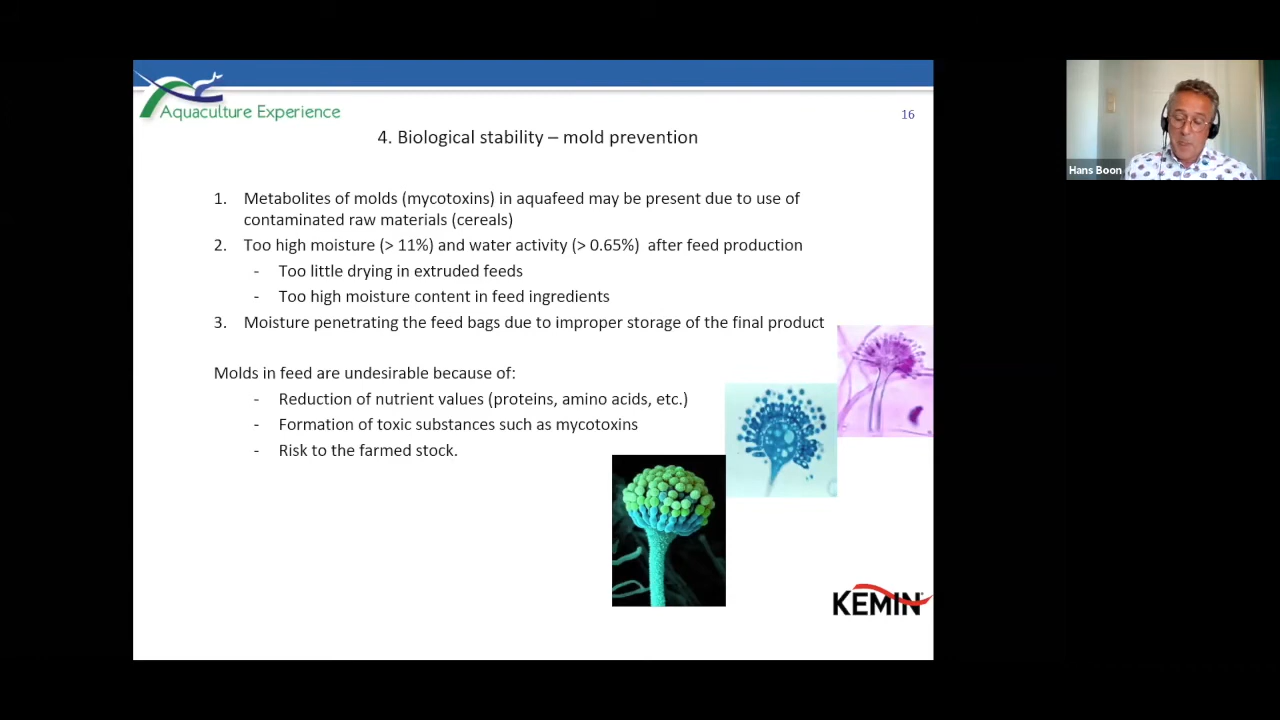 Aquaculture Experience
16
4. Biological stability – mold prevention
1. Metabolites of molds (mycotoxins) in aquafeed may be present due to use of
contaminated raw materials (cereals)
2. Too high moisture (> 11%) and water activity (> 0.65%) after feed production
- Too little drying in extruded feeds
- Too high moisture content in feed ingredients
3. Moisture penetrating the feed bags due to improper storage of the final product
Molds in feed are undesirable because of:
- Reduction of nutrient values (proteins, amino acids, etc.)
- Formation of toxic substances such as mycotoxins
- Risk to the farmed stock.
KEMIN
Hans Boon